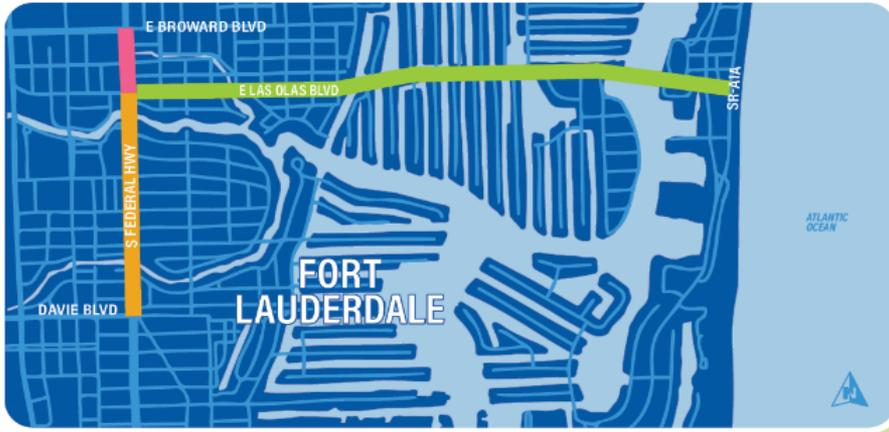 E BROWARD BLVD
E LAS OLAS BLVD
SR-A1A
S FEDERAL HWY
ATLANTIC
OCEAN
FORT
LAUDERDALE
DAVIE BLVD
N